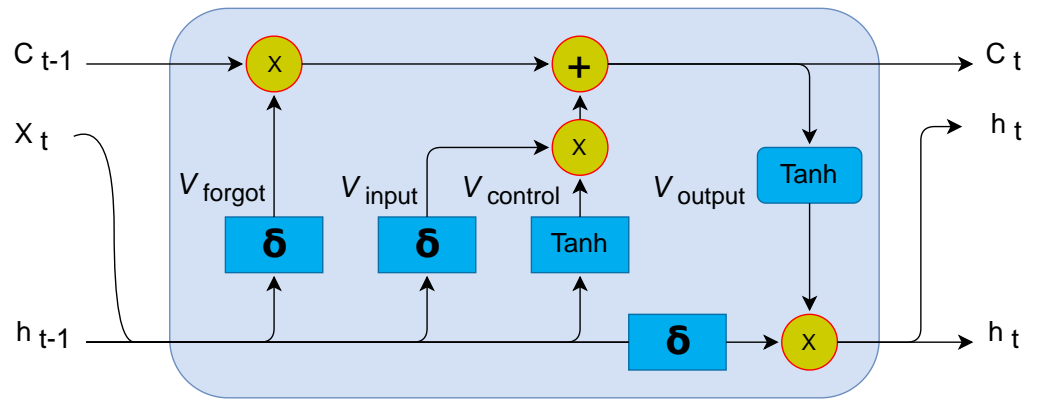 C t-1
X
+
C t
X t
h t
X
V forgot
V input
V control
V output
Tanh
δ
δ
Tanh
h t-1
δ
X
h t